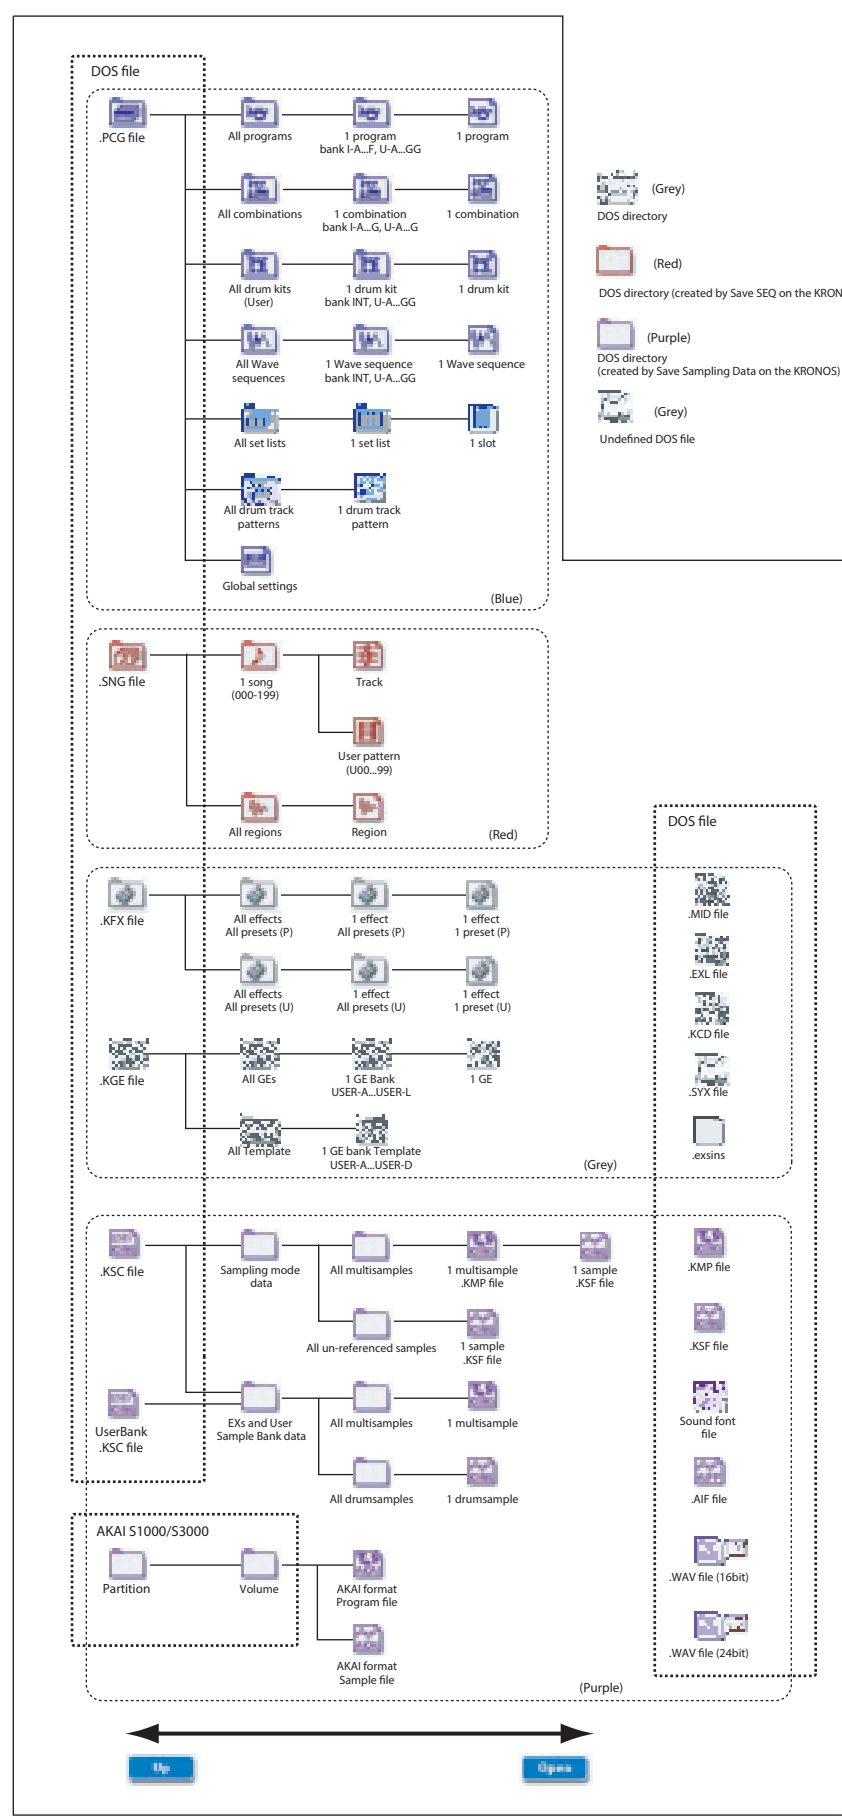 DOS file
.PCG file
All programs
1 program
bank I-A...F, U-A...GG
1 program
All combinations
1 combination
bank I-A...G, U-A...G
1 combination
All drum kits
(User)
1 drum kit
bank INT, U-A...GG
1 drum kit
All Wave
sequences
1 Wave sequence
bank INT, U-A...GG
1 Wave sequence
All set lists
1 set list
1 slot
All drum track
patterns
1 drum track
pattern
Global settings
(Blue)
(Grey)
DOS directory
(Red)
DOS directory (created by Save SEQ on the KRON
(Purple)
DOS directory
(created by Save Sampling Data on the KRONOS)
(Grey)
Undefined DOS file
.SNG file
1 song
(000-199)
Track
User pattern
(U00...99)
All regions
Region
(Red)
.KFX file
All effects
All presets (P)
1 effect
All presets (P)
1 effect
1 preset (P)
All effects
All presets (U)
1 effect
All presets (U)
1 effect
1 preset (U)
.KGE file
All GEs
1 GE Bank
USER-A...USER-L
1 GE
All Template
1 GE bank Template
USER-A...USER-D
(Grey)
DOS file
.MID file
.EXL file
.KCD file
.SYX file
.exsins
.KSC file
Sampling mode
data
All multisamples
1 multisample
.KMP file
1 sample
.KSF file
All un-referenced samples
1 sample
.KSF file
UserBank
.KSC file
EXs and User
Sample Bank data
All multisamples
1 multisample
All drumsamples
1 drumsample
.KMP file
.KSF file
Sound font
file
.AIF file
.WAV file (16bit)
.WAV file (24bit)
AKAI S1000/S3000
Partition
Volume
AKAI format
Program file
AKAI format
Sample file
(Purple)
Up
Open